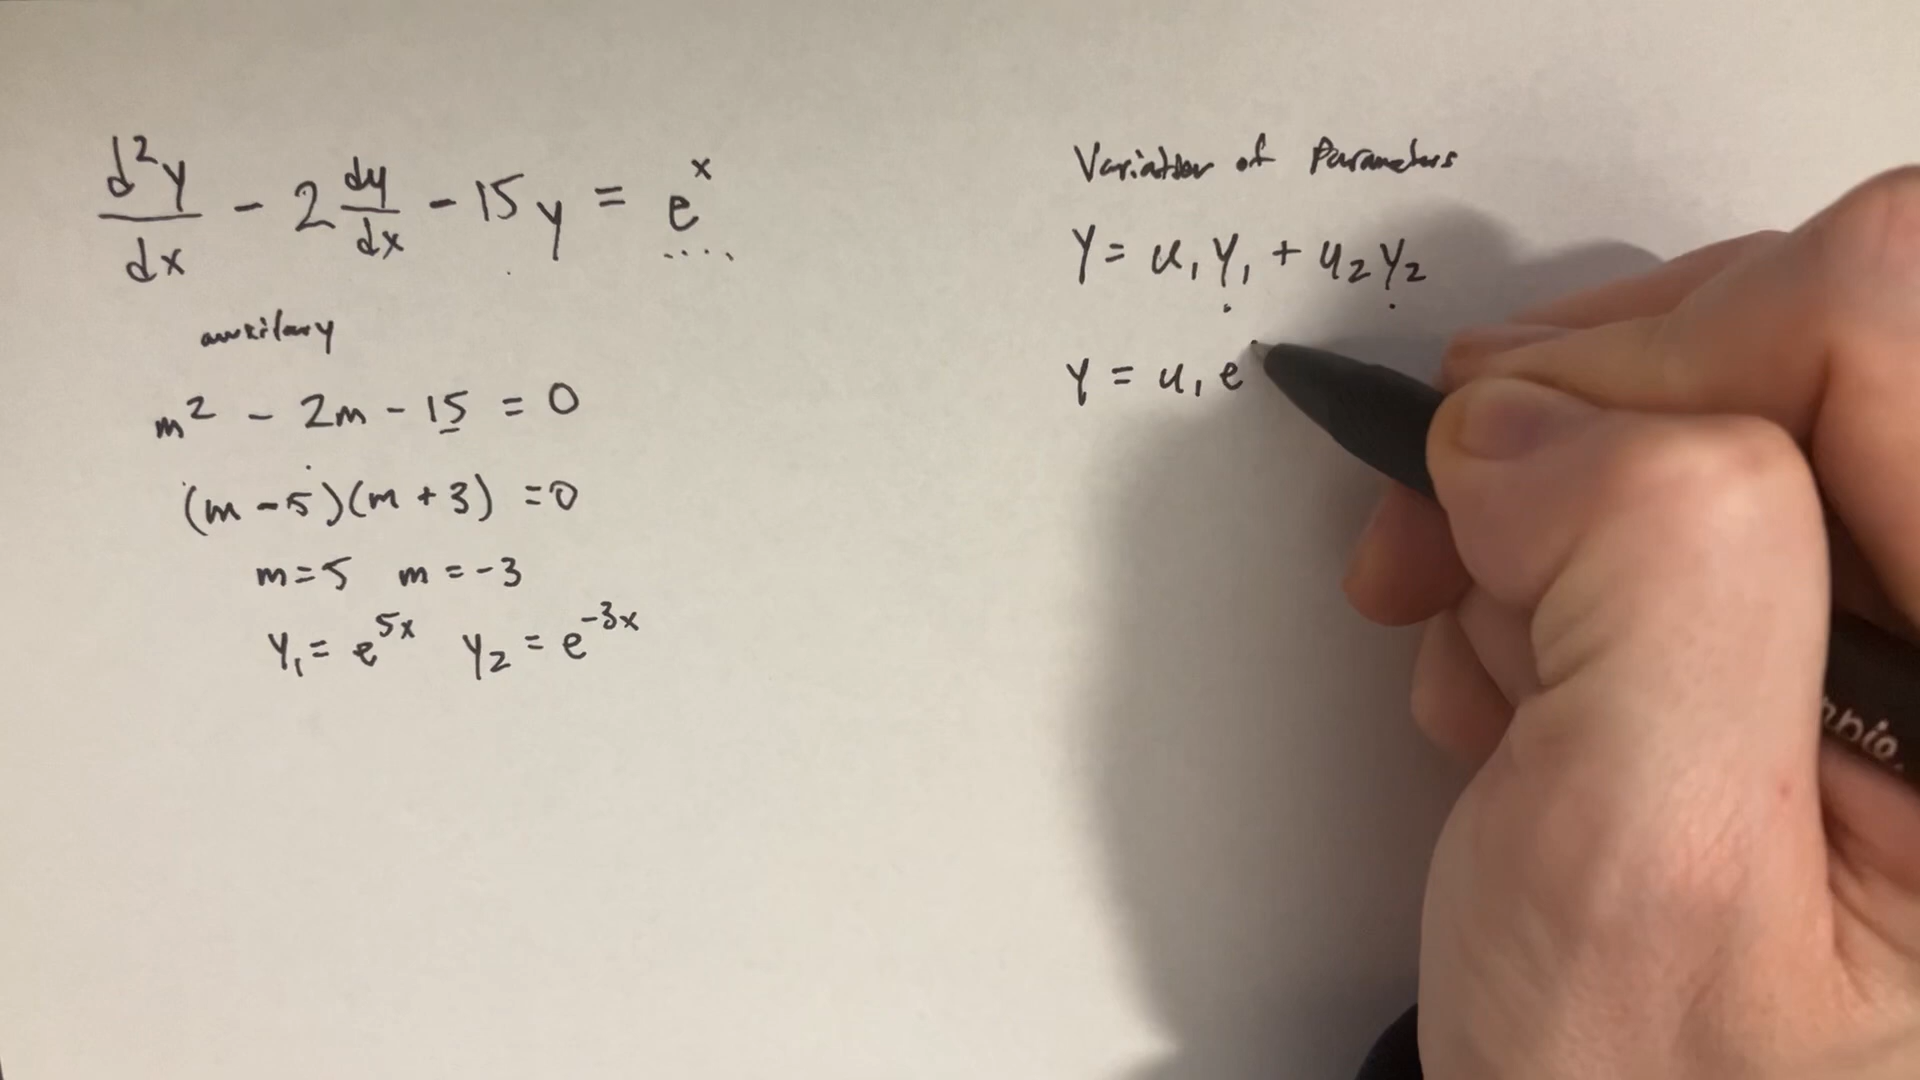 d²y/dx - 2 dy/dx - 15y = e^x
auxilary
m² - 2m - 15 = 0
(m - 5)(m + 3) = 0
m = 5 m = -3
y₁ = e^5x y₂ = e^-3x
Variation of Parameters
y = u₁y₁ + u₂y₂
y = u₁e